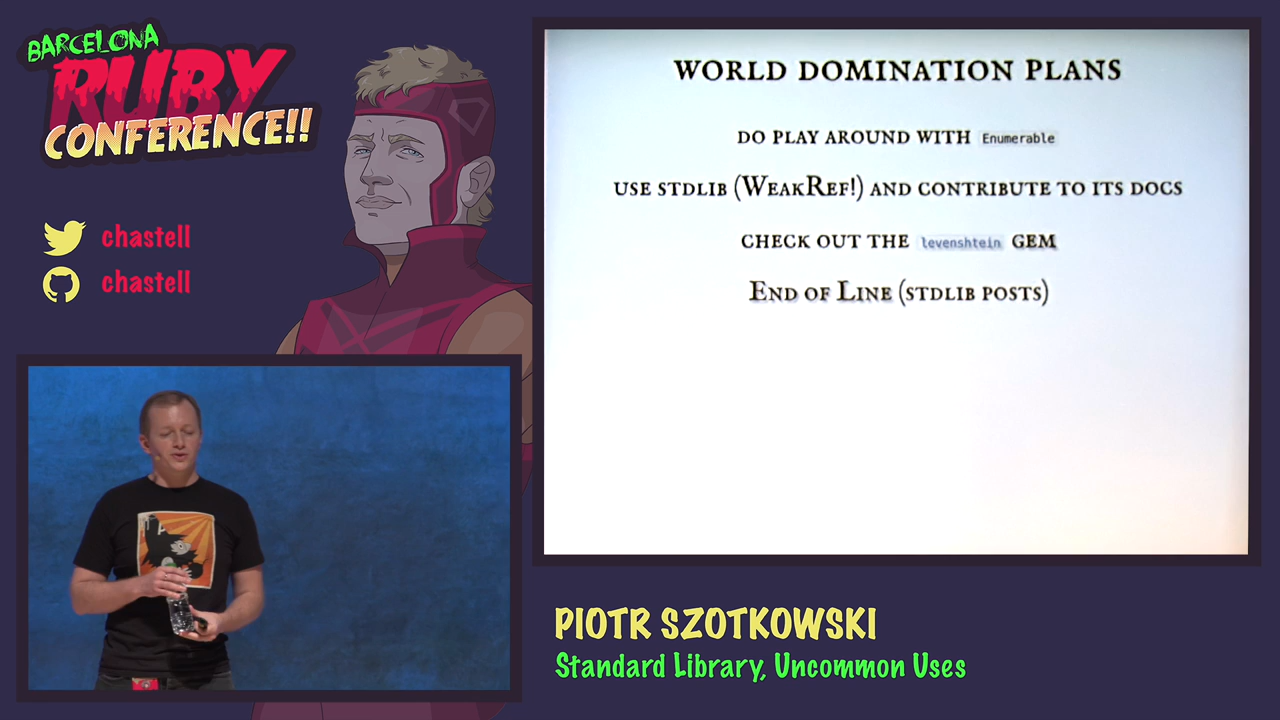 BARCELONA
RUBY
CONFERENCE!!
chastell
chastell
WORLD DOMINATION PLANS
DO PLAY AROUND WITH Enumerable
USE STDLIB (WEAKREF!) AND CONTRIBUTE TO ITS DOCS
CHECK OUT THE levenshtein GEM
END OF LINE (STDLIB POSTS)
PIOTR SZOTKOWSKI
Standard Library, Uncommon Uses